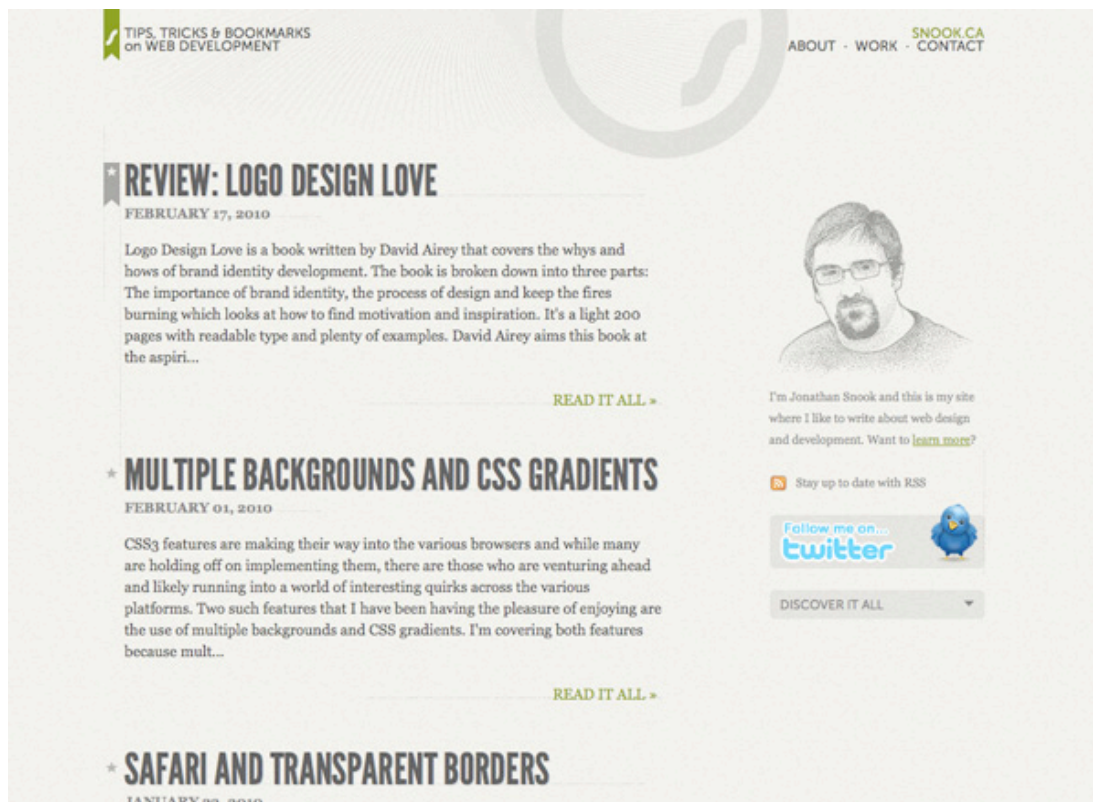 TIPS, TRICKS & BOOKMARKS
on WEB DEVELOPMENT
SNOOK.CA
ABOUT · WORK · CONTACT
REVIEW: LOGO DESIGN LOVE
FEBRUARY 17, 2010
Logo Design Love is a book written by David Airey that covers the whys and
hows of brand identity development. The book is broken down into three parts:
The importance of brand identity, the process of design and keep the fires
burning which looks at how to find motivation and inspiration. It's a light 200
pages with readable type and plenty of examples. David Airey aims this book at
the aspiri...
READ IT ALL »
MULTIPLE BACKGROUNDS AND CSS GRADIENTS
FEBRUARY 01, 2010
CSS3 features are making their way into the various browsers and while many
are holding off on implementing them, there are those who are venturing ahead
and likely running into a world of interesting quirks across the various
platforms. Two such features that I have been having the pleasure of enjoying are
the use of multiple backgrounds and CSS gradients. I'm covering both features
because mult...
READ IT ALL »
SAFARI AND TRANSPARENT BORDERS
I'm Jonathan Snook and this is my site
where I like to write about web design
and development. Want to learn more?
Stay up to date with RSS
Follow me on...
twitter
DISCOVER IT ALL